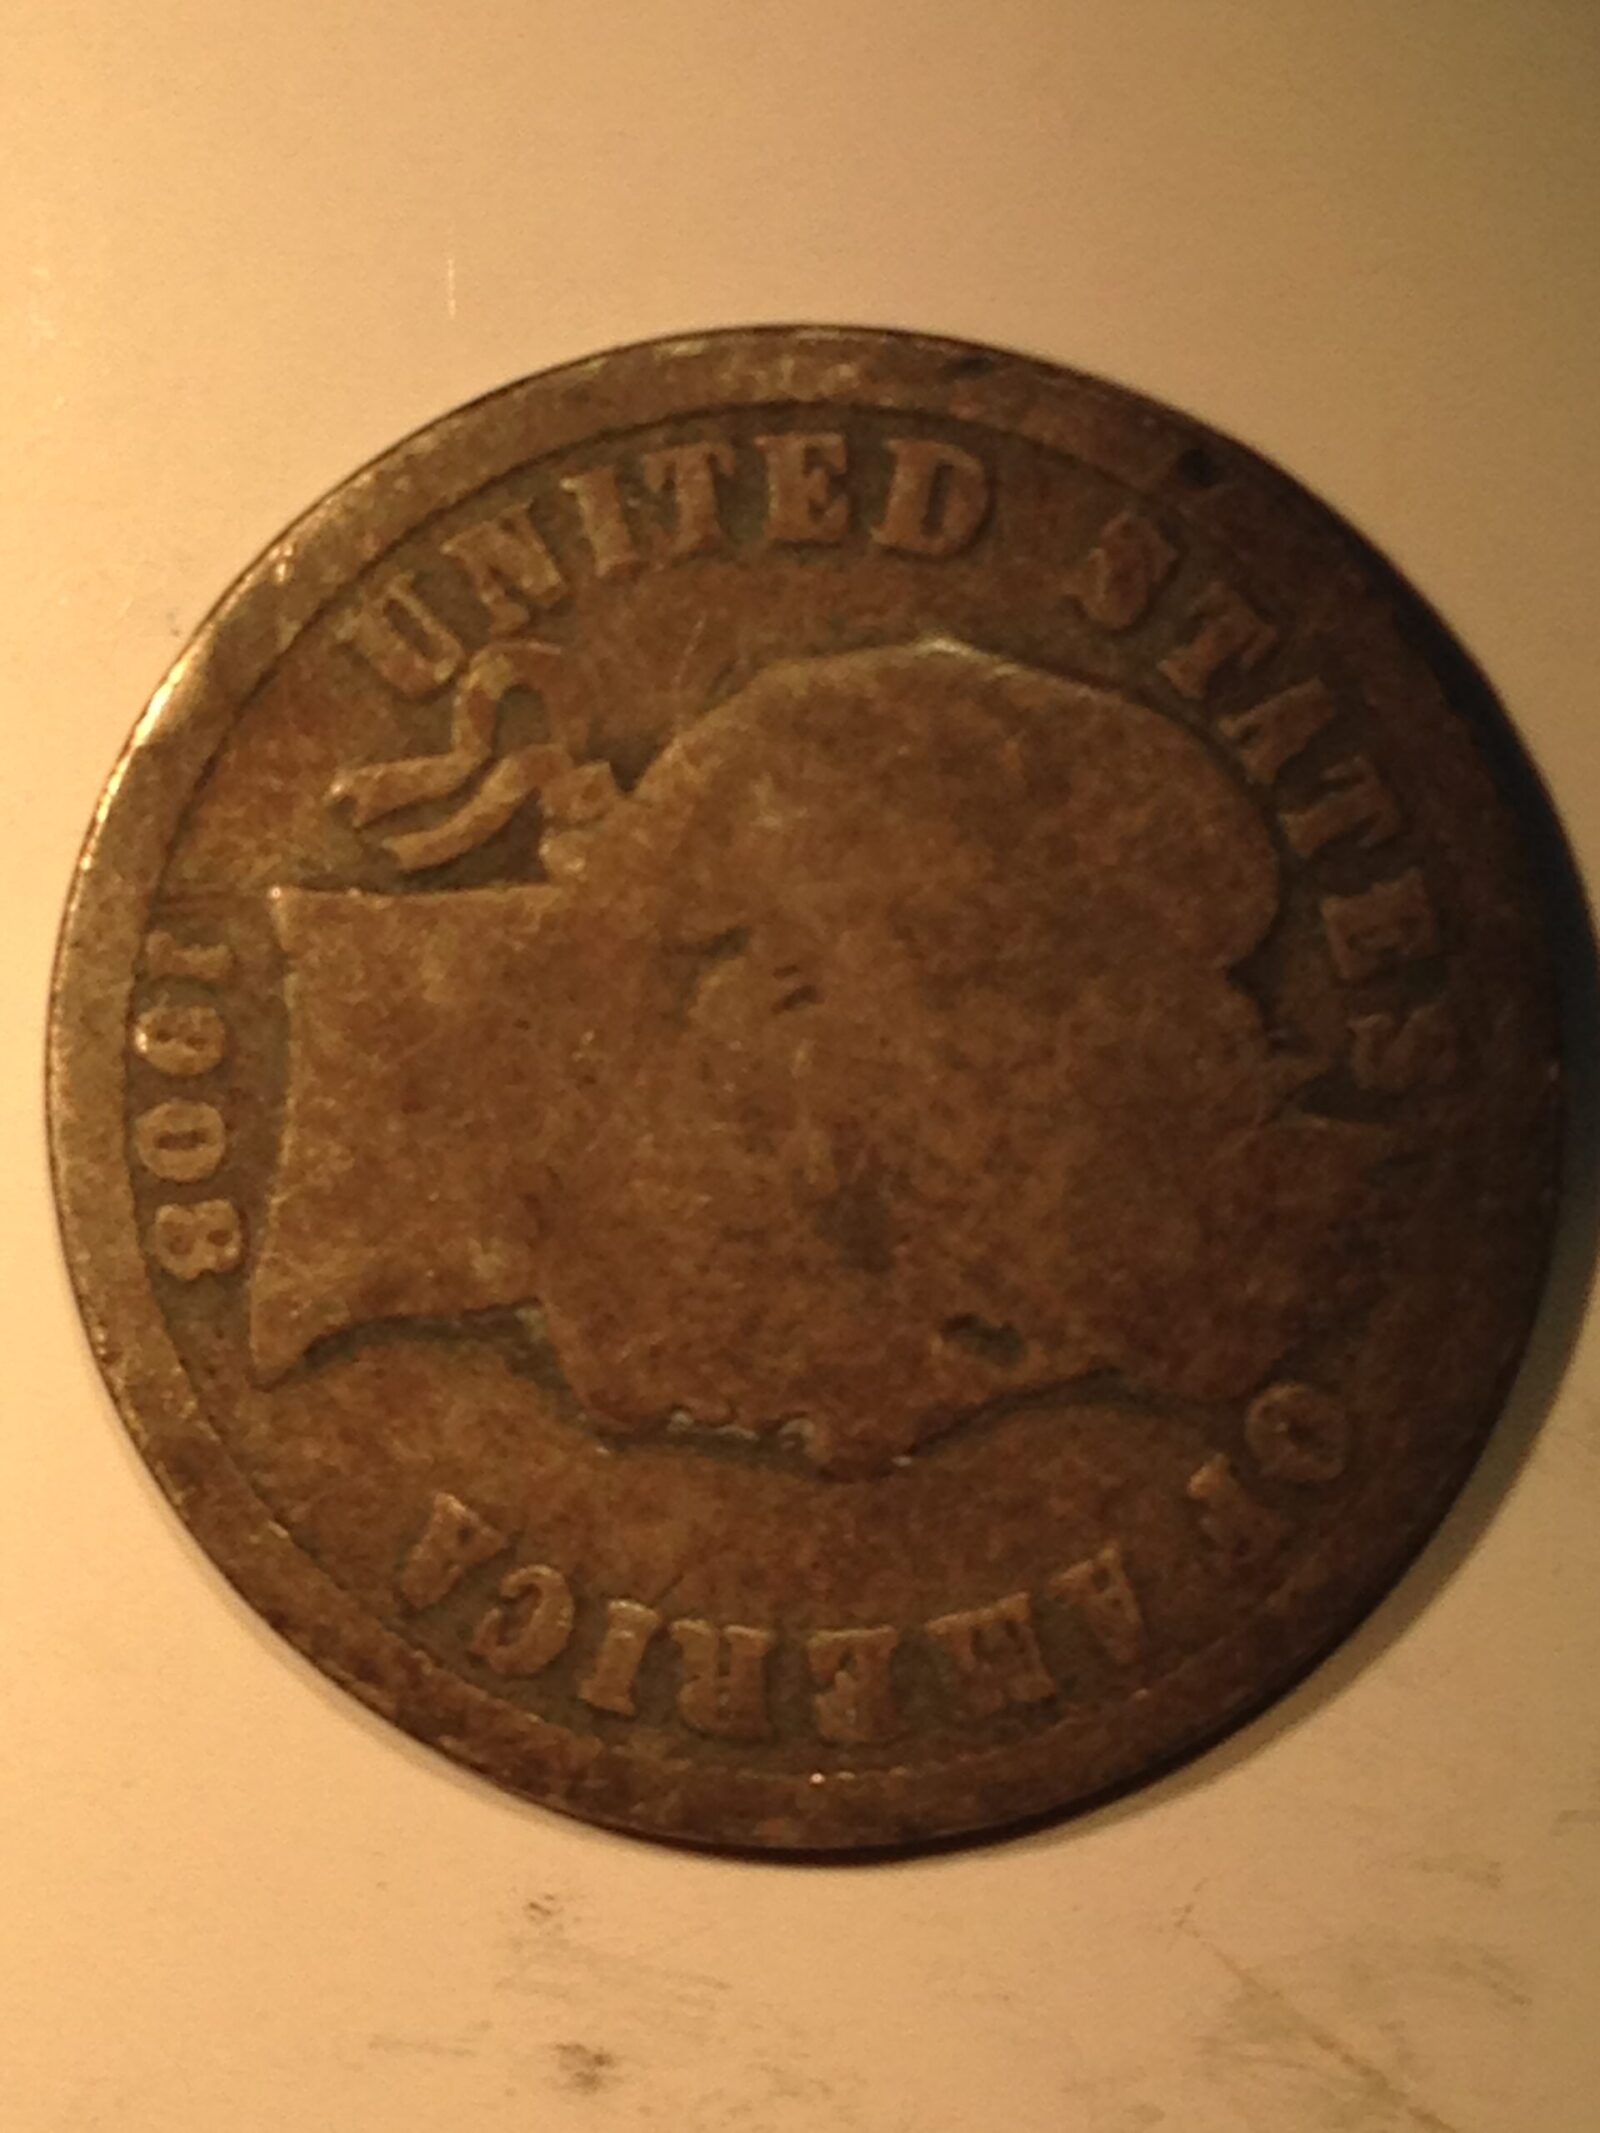 UNITED STATES OF AMERICA
1908